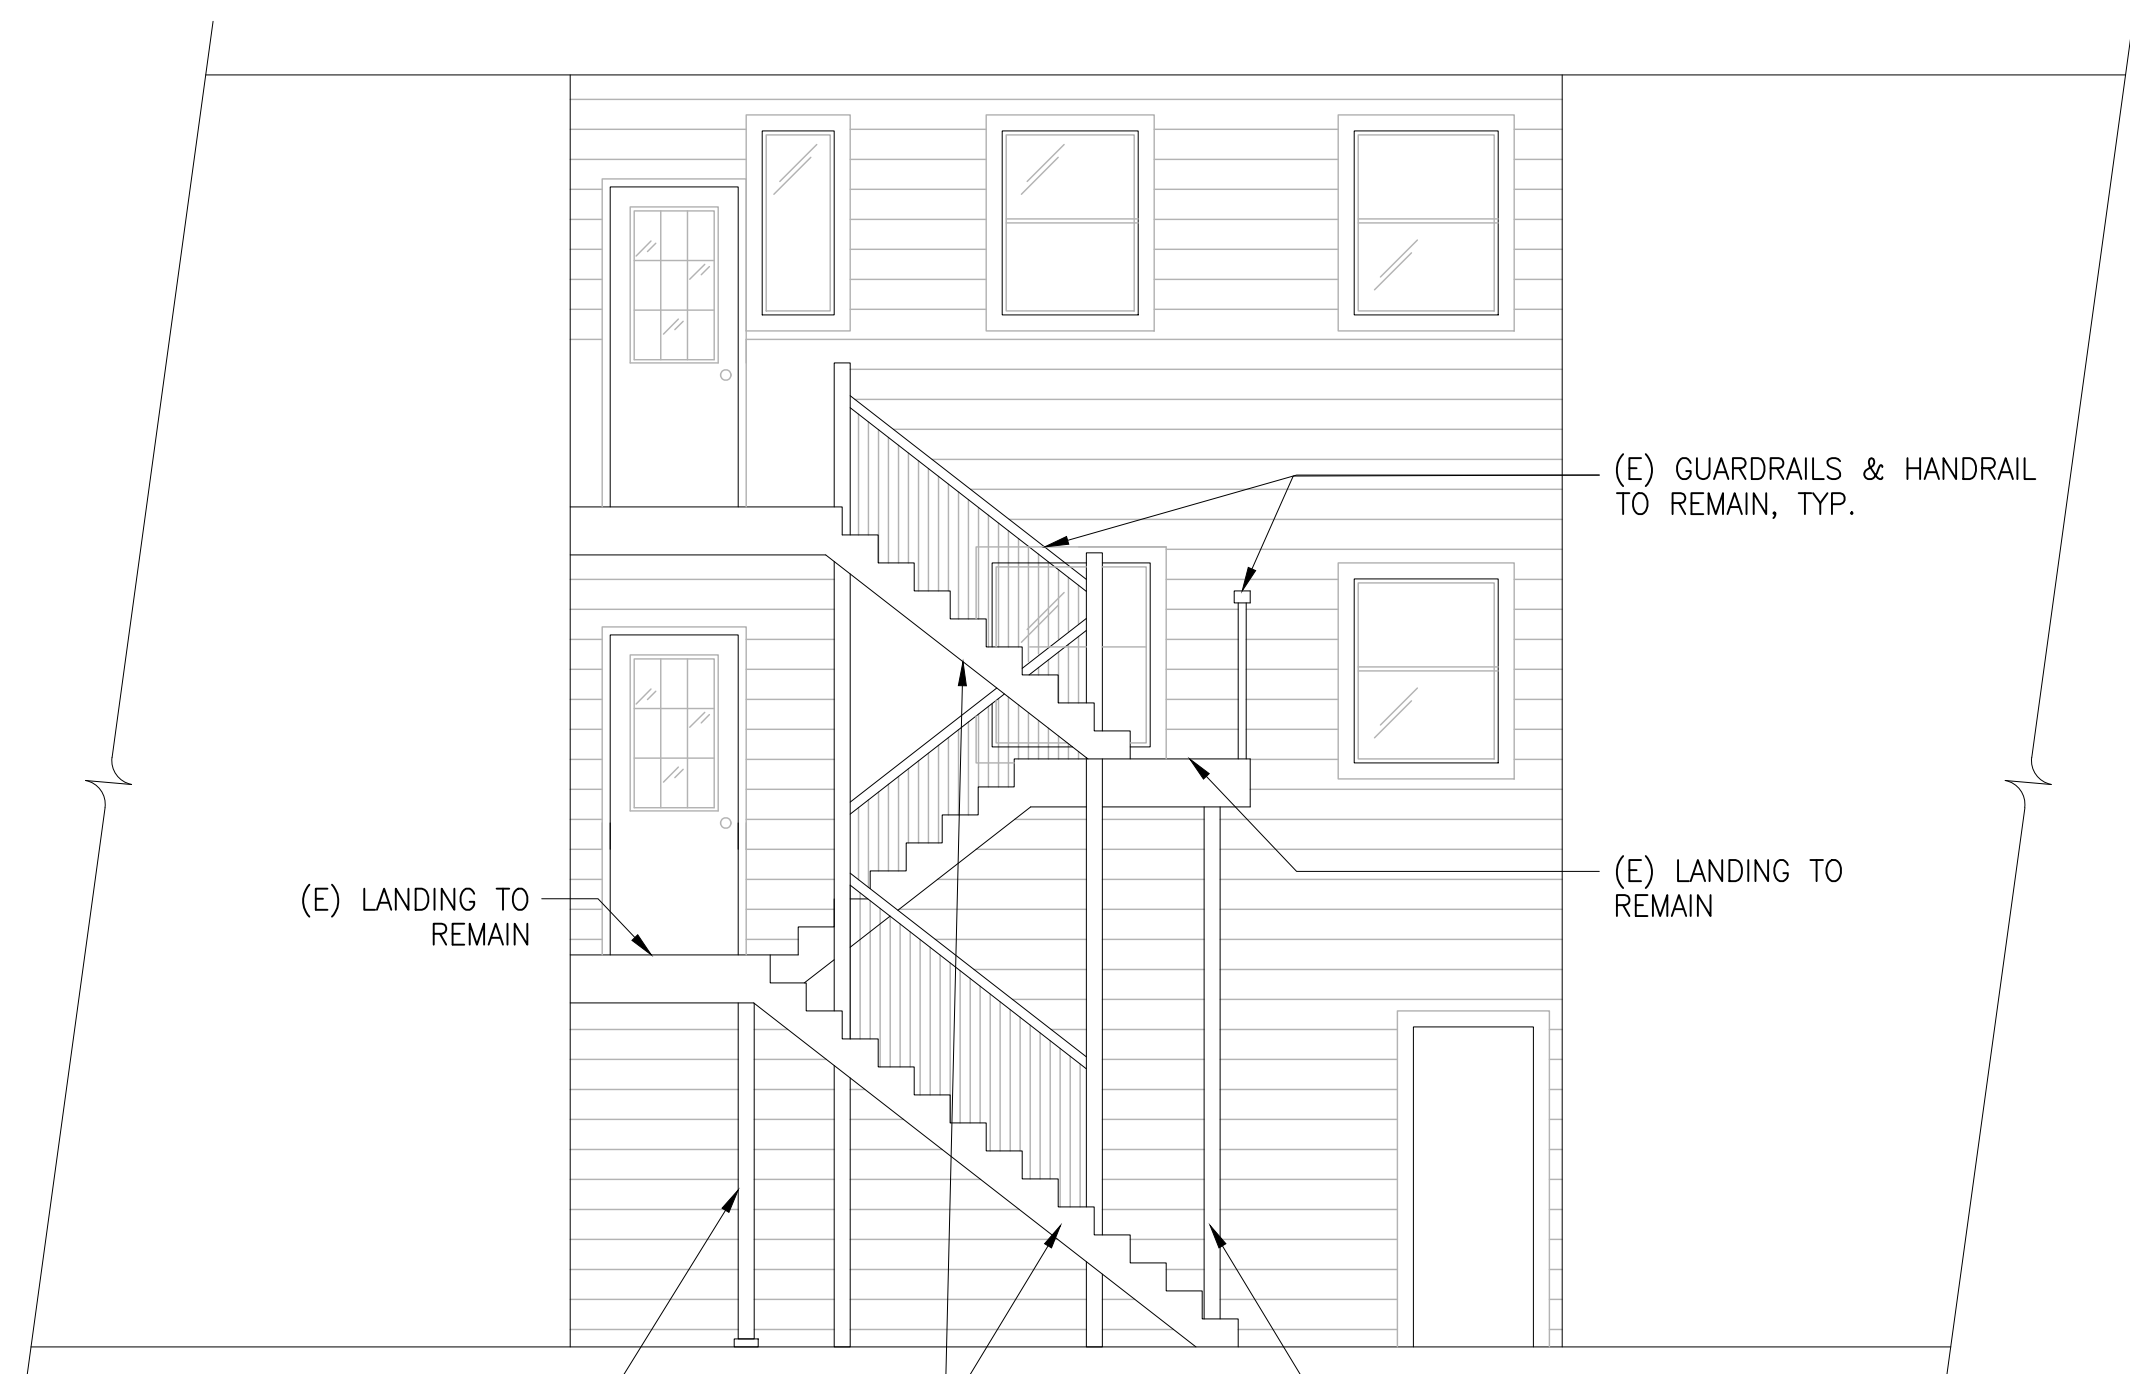 (E) GUARDRAILS & HANDRAIL
TO REMAIN, TYP.
(E) LANDING TO
REMAIN
(E) LANDING TO
REMAIN